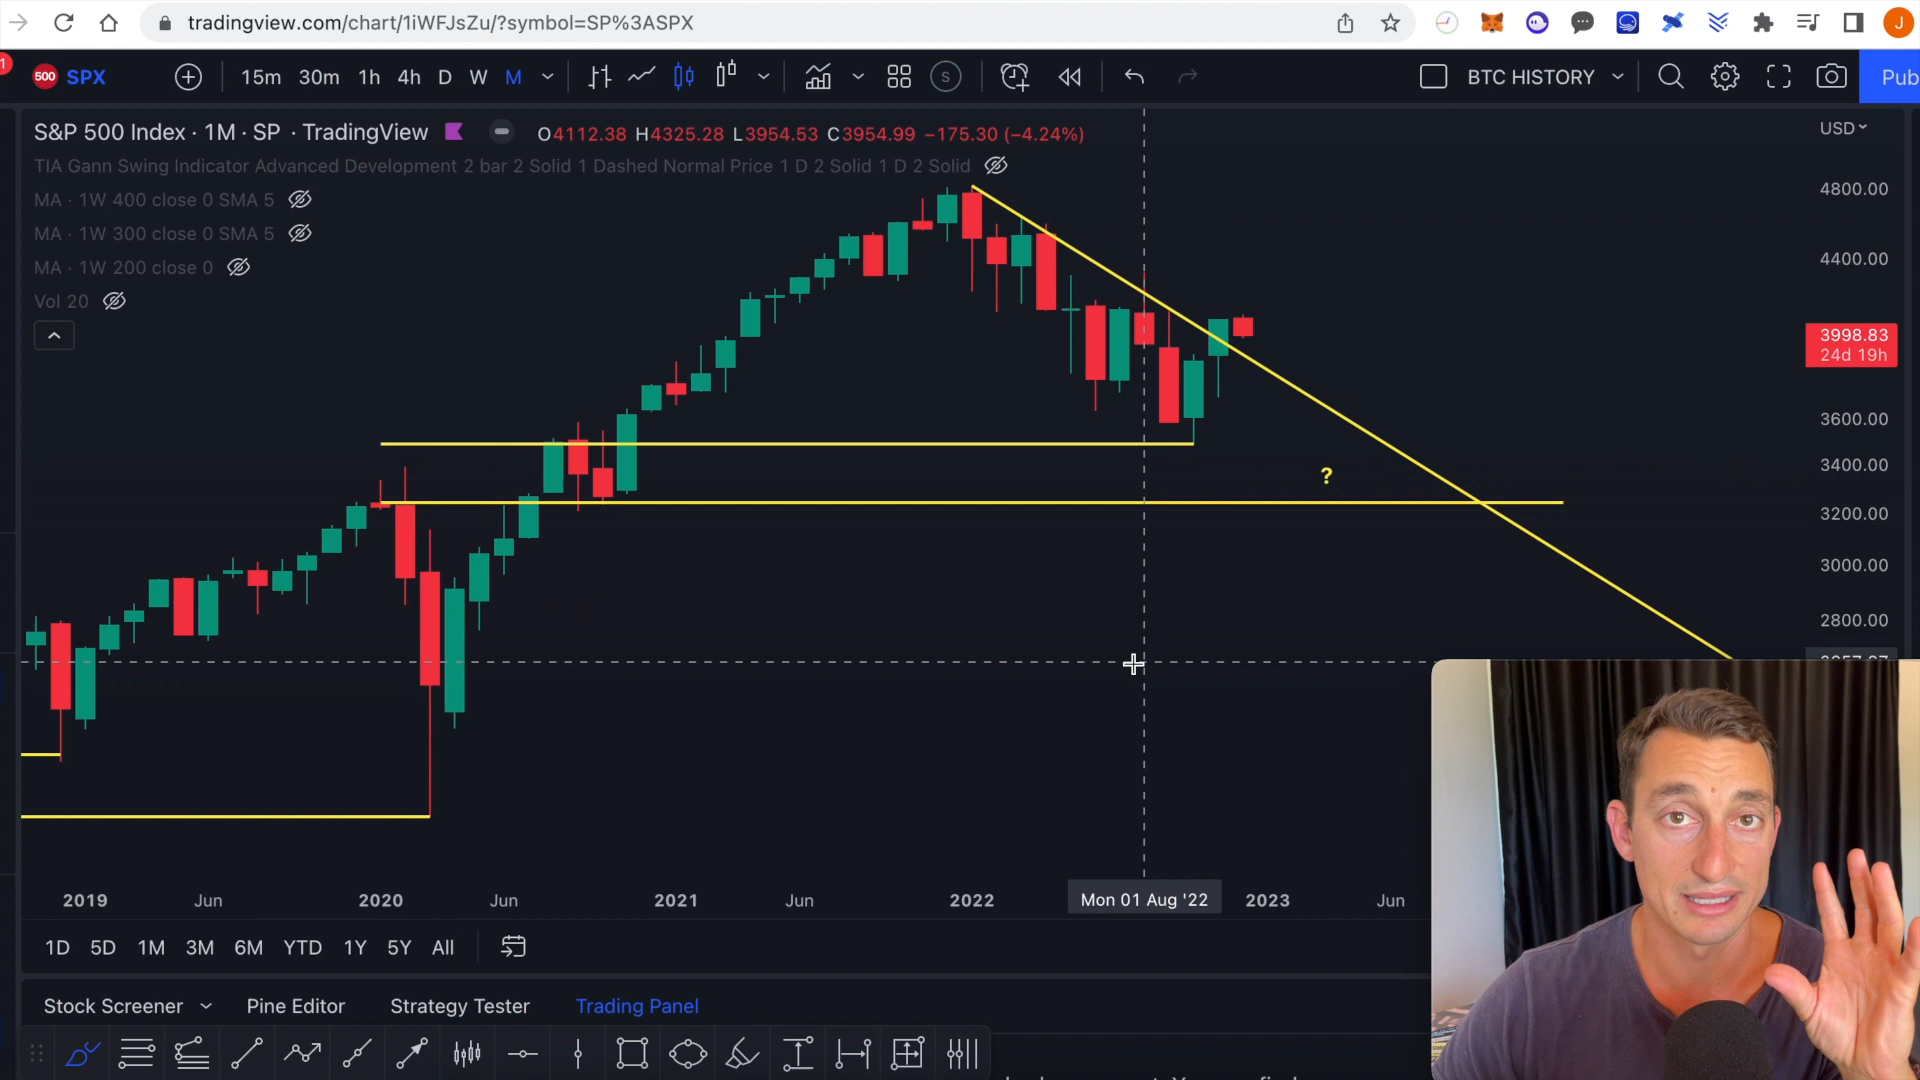 tradingview.com/chart/1iWFJsZu/?symbol=SP%3ASPX
J
1
500 SPX 15m 30m 1h 4h D W M S BTC HISTORY Pub
S&P 500 Index · 1M · SP · TradingView O4112.38 H4325.28 L3954.53 C3954.99 −175.30 (−4.24%)
USD
TIA Gann Swing Indicator Advanced Development 2 bar 2 Solid 1 Dashed Normal Price 1 D 2 Solid 1 D 2 Solid
MA · 1W 400 close 0 SMA 5
MA · 1W 300 close 0 SMA 5
MA · 1W 200 close 0
Vol 20
4800.00
4400.00
3998.83
24d 19h
3600.00
3400.00
3200.00
3000.00
2800.00
?
2019 Jun 2020 Jun 2021 Jun 2022 Mon 01 Aug '22 2023 Jun
1D 5D 1M 3M 6M YTD 1Y 5Y All
Stock Screener Pine Editor Strategy Tester Trading Panel